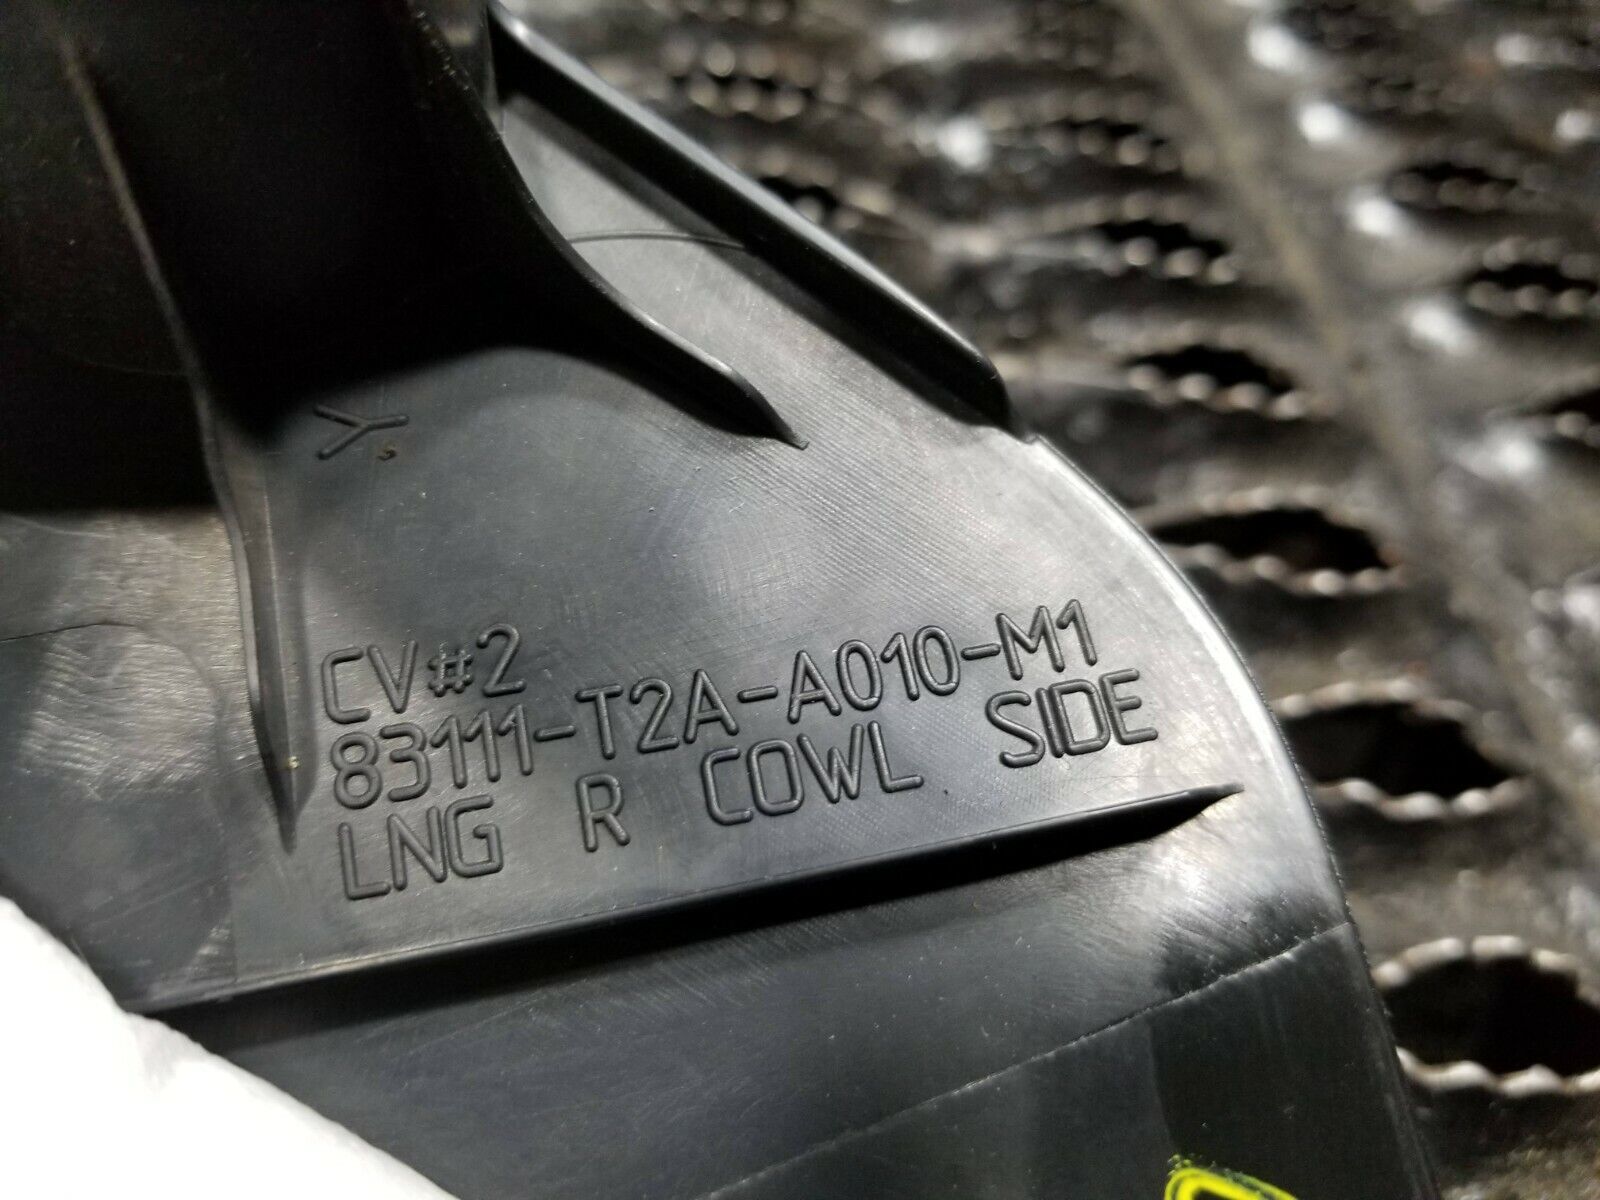 Y
CV#2
83111-T2A-A010-M1
LNG R COWL SIDE